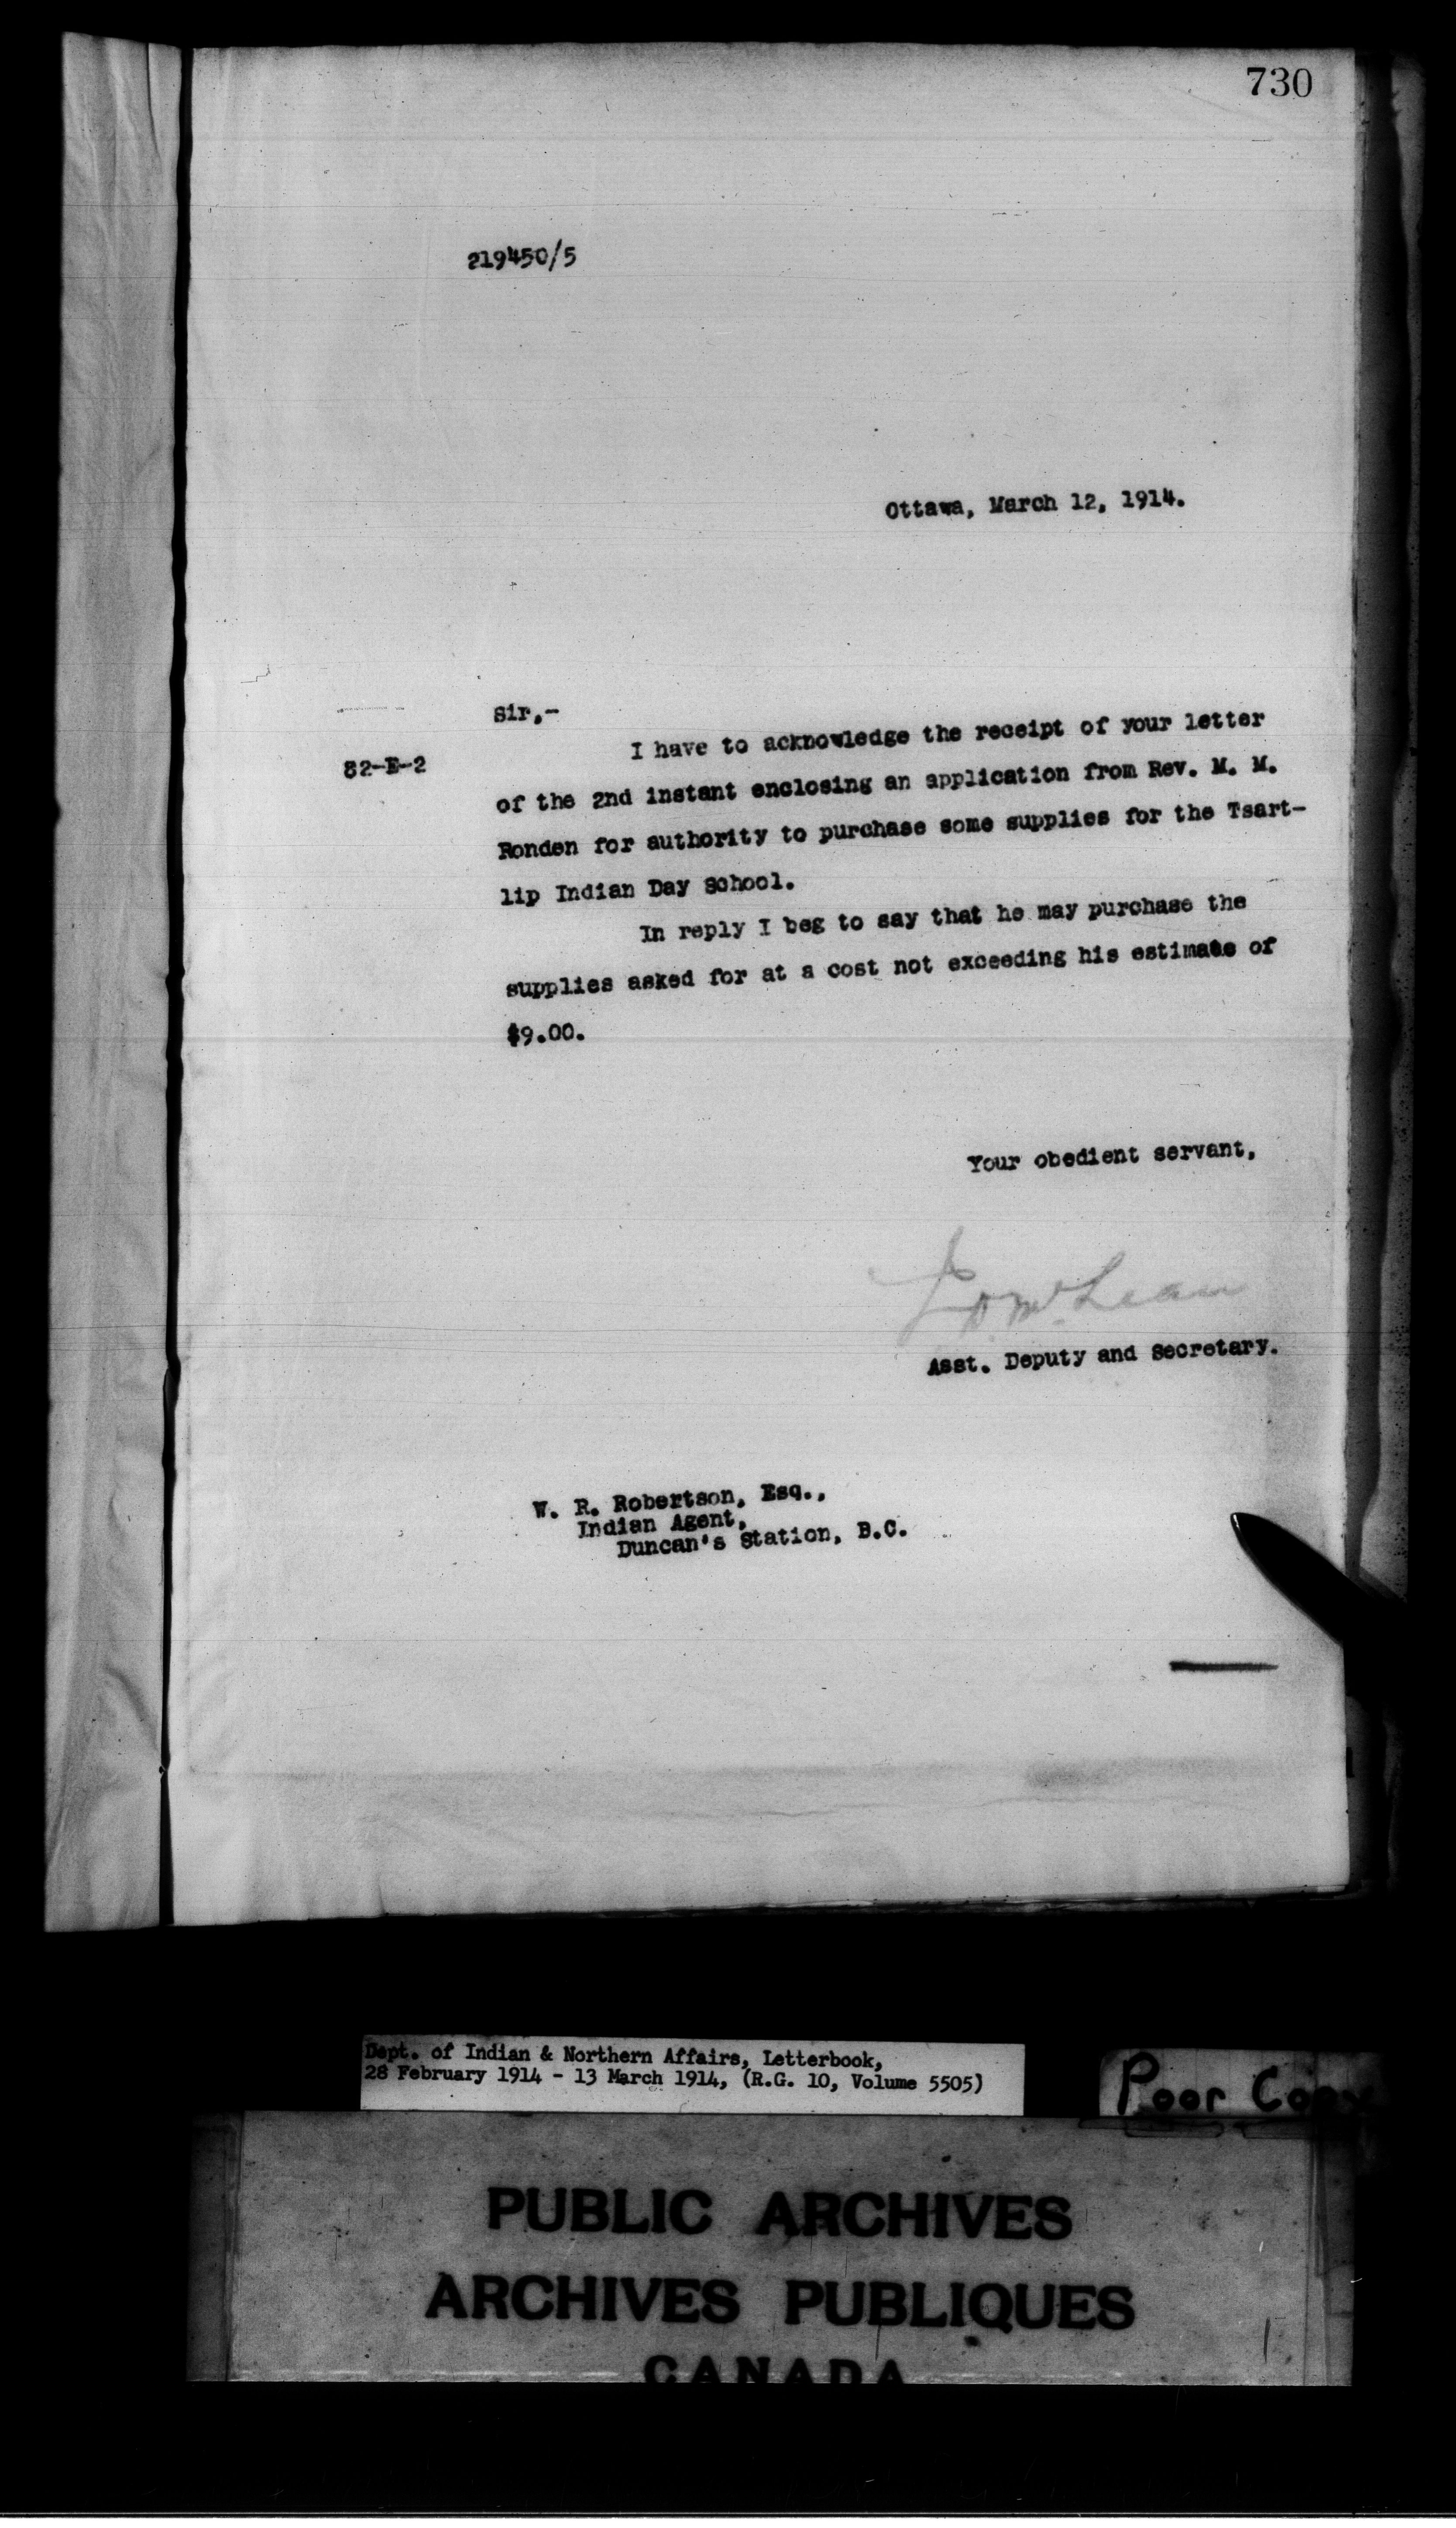 730
219450/5
Ottawa, March 12, 1914.
Sir,-
82-E-2
I have to acknowledge the receipt of your letter
of the 2nd instant enclosing an application from Rev. M. M.
Ronden for authority to purchase some supplies for the Tsart-
lip Indian Day School.
In reply I beg to say that he may purchase the
supplies asked for at a cost not exceeding his estimate of
$9.00.
Your obedient servant,
J. D. McLean
Asst. Deputy and Secretary.
W. R. Robertson, Esq.,
Indian Agent,
Duncan's Station, B.C.
Dept. of Indian & Northern Affairs, Letterbook,
28 February 1914 - 13 March 1914, (R.G. 10, Volume 5505)
Poor Copy
PUBLIC ARCHIVES
ARCHIVES PUBLIQUES
CANADA